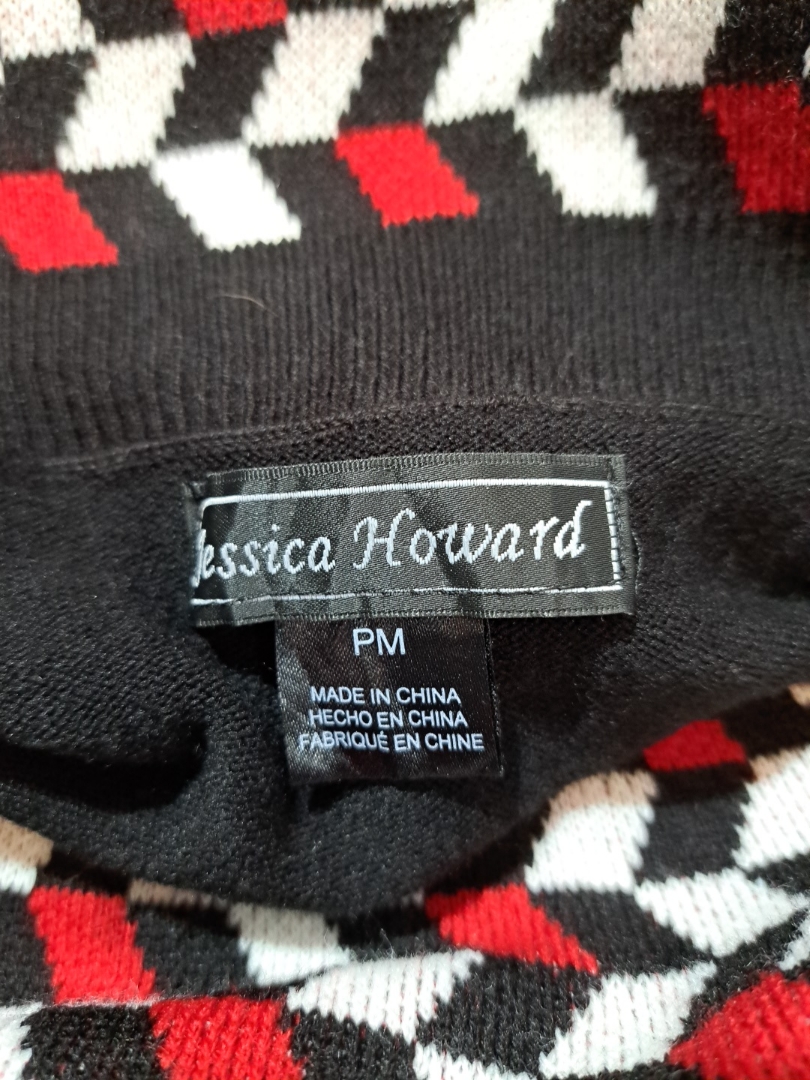 Jessica Howard
PM
MADE IN CHINA
HECHO EN CHINA
FABRIQUÉ EN CHINE